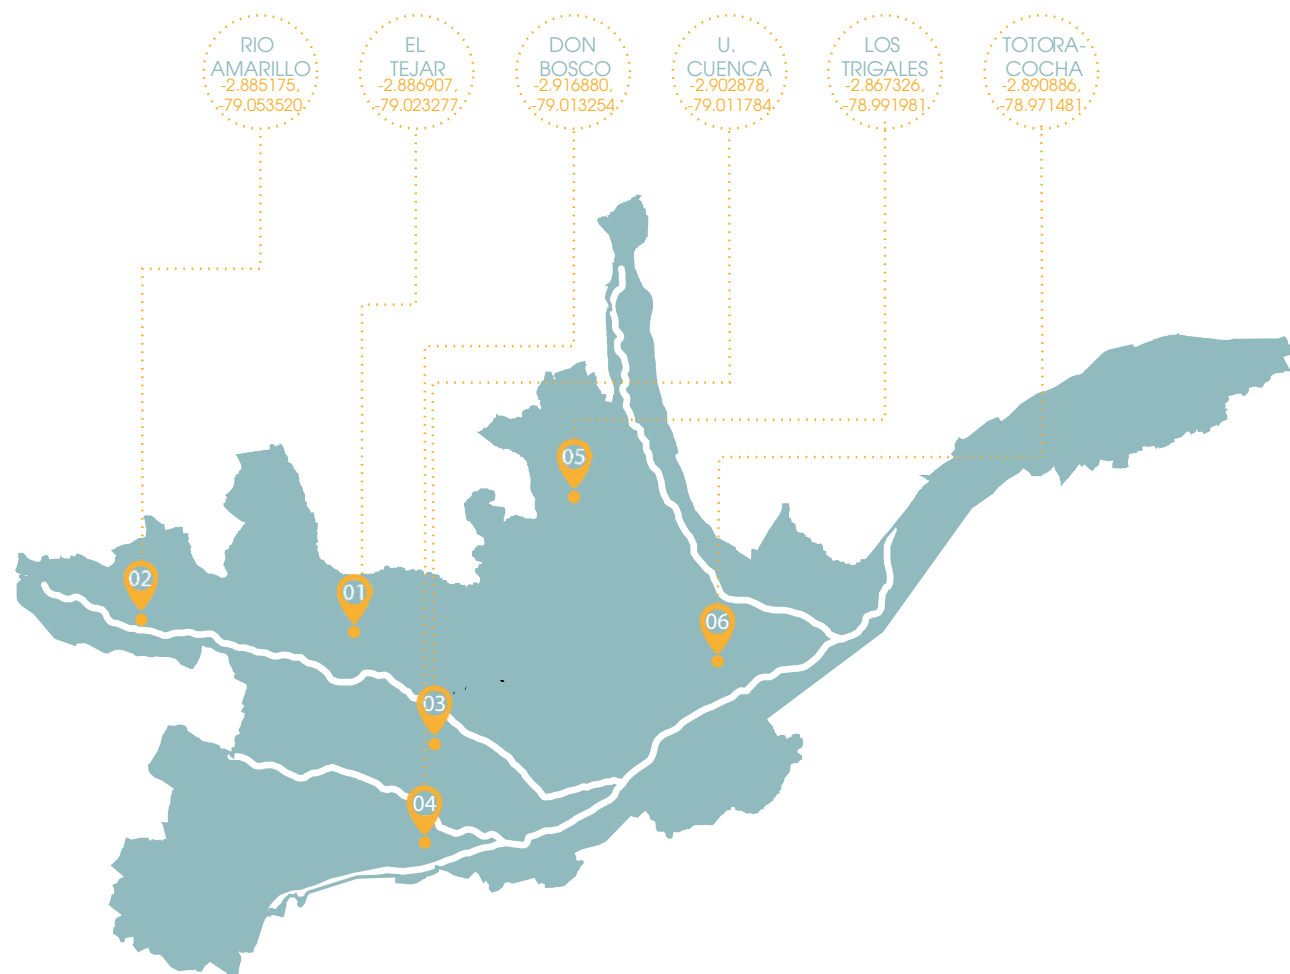 RIO
AMARILLO
-2.885175,
-79.053520
EL
TEJAR
-2.886907,
-79.023277
DON
BOSCO
-2.916880,
-79.013254
U.
CUENCA
-2.902878,
-79.011784
LOS
TRIGALES
-2.867326,
-78.991981
TOTORA-
COCHA
-2.890886,
-78.971481
05
02
01
06
03
04